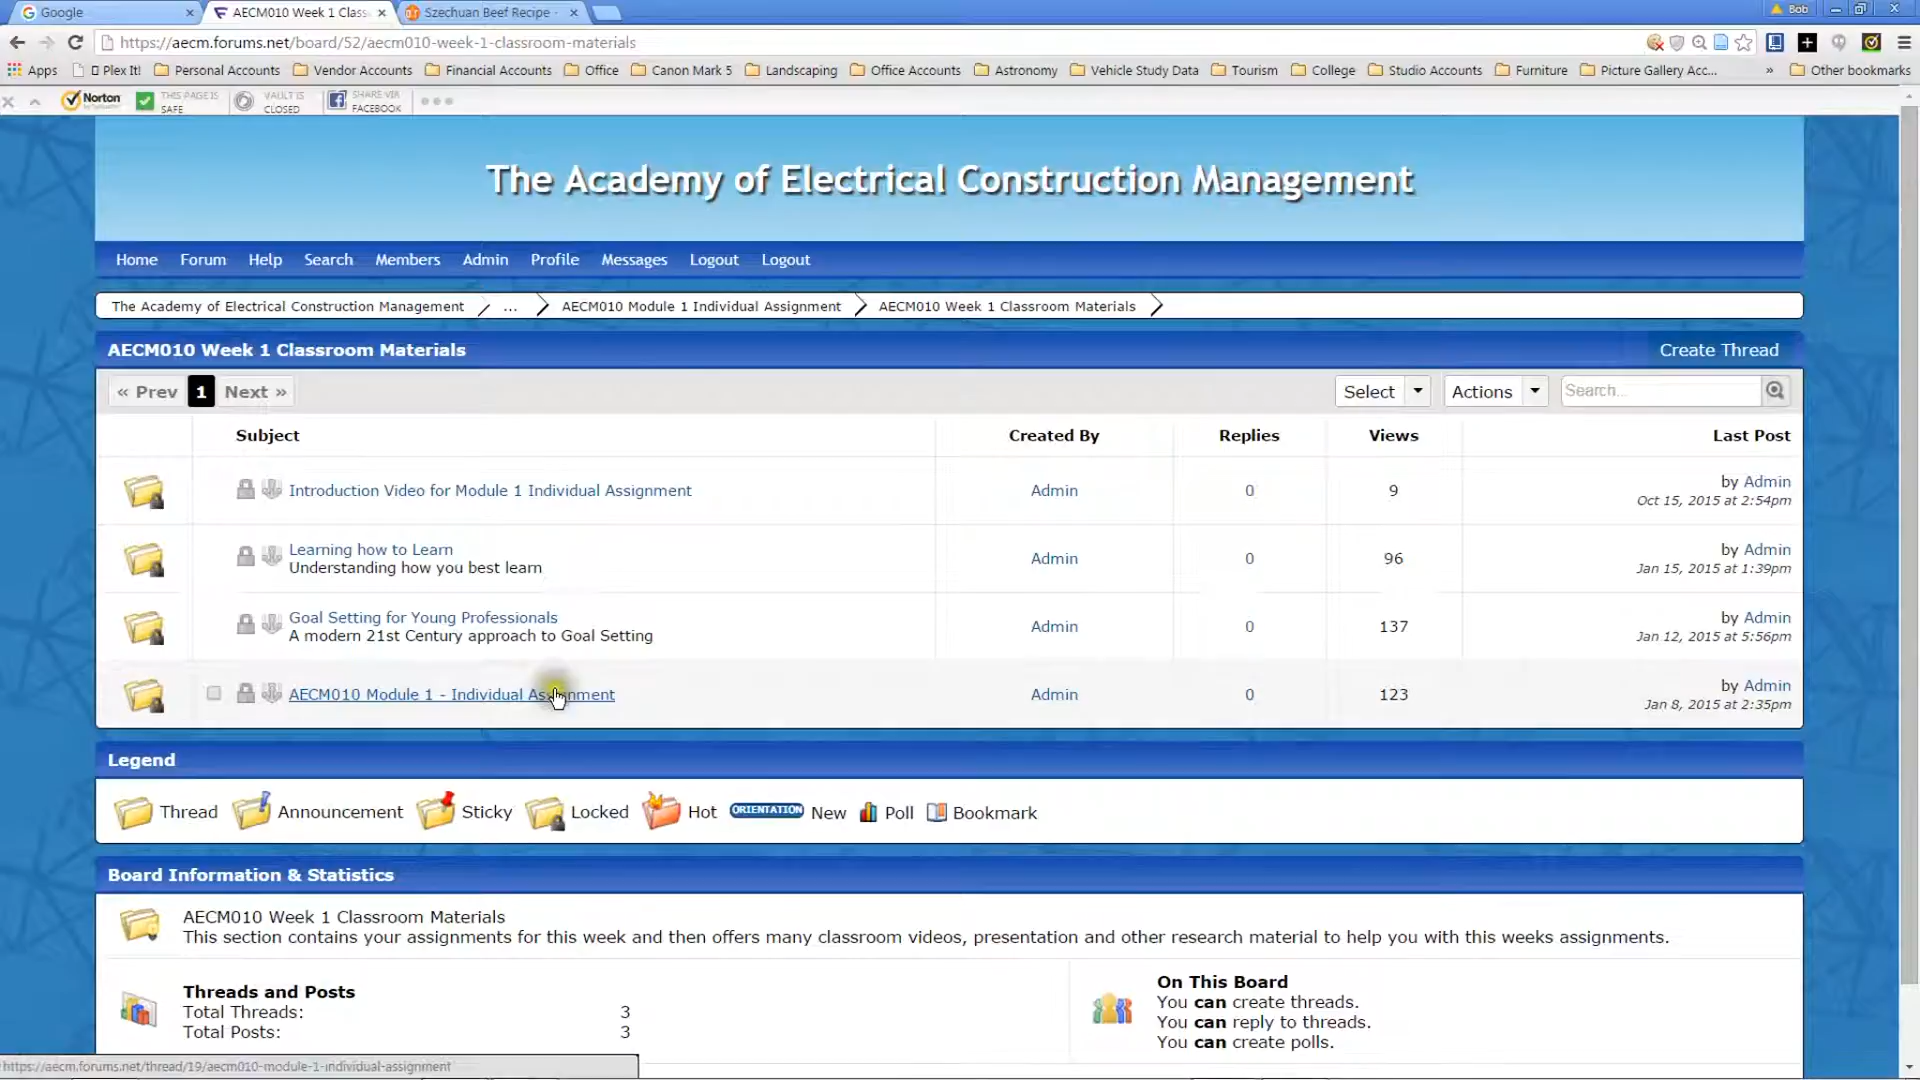 Google
AECM010 Week 1 Class
Szechuan Beef Recipe
Bob
https://aecm.forums.net/board/52/aecm010-week-1-classroom-materials
Apps
Plex It!
Personal Accounts
Vendor Accounts
Financial Accounts
Office
Canon Mark 5
Landscaping
Office Accounts
Astronomy
Vehicle Study Data
Tourism
College
Studio Accounts
Furniture
Picture Gallery Acc...
»
Other bookmarks
Norton
THIS PAGE IS
SAFE
VAULT IS
CLOSED
SHARE VIA
FACEBOOK
The Academy of Electrical Construction Management
Home Forum Help Search Members Admin Profile Messages Logout Logout
The Academy of Electrical Construction Management ... AECM010 Module 1 Individual Assignment AECM010 Week 1 Classroom Materials
AECM010 Week 1 Classroom Materials
Create Thread
« Prev 1 Next »
Select
Actions
Search...
Subject Created By Replies Views Last Post
Introduction Video for Module 1 Individual Assignment
Admin 0 9
by Admin
Oct 15, 2015 at 2:54pm
Learning how to Learn
Understanding how you best learn
Admin 0 96
by Admin
Jan 15, 2015 at 1:39pm
Goal Setting for Young Professionals
A modern 21st Century approach to Goal Setting
Admin 0 137
by Admin
Jan 12, 2015 at 5:56pm
AECM010 Module 1 - Individual Assignment
Admin 0 123
by Admin
Jan 8, 2015 at 2:35pm
Legend
Thread Announcement Sticky Locked Hot ORIENTATION New Poll Bookmark
Board Information & Statistics
AECM010 Week 1 Classroom Materials
This section contains your assignments for this week and then offers many classroom videos, presentation and other research material to help you with this weeks assignments.
Threads and Posts
Total Threads: 3
Total Posts: 3
On This Board
You can create threads.
You can reply to threads.
You can create polls.
https://aecm.forums.net/thread/19/aecm010-module-1-individual-assignment